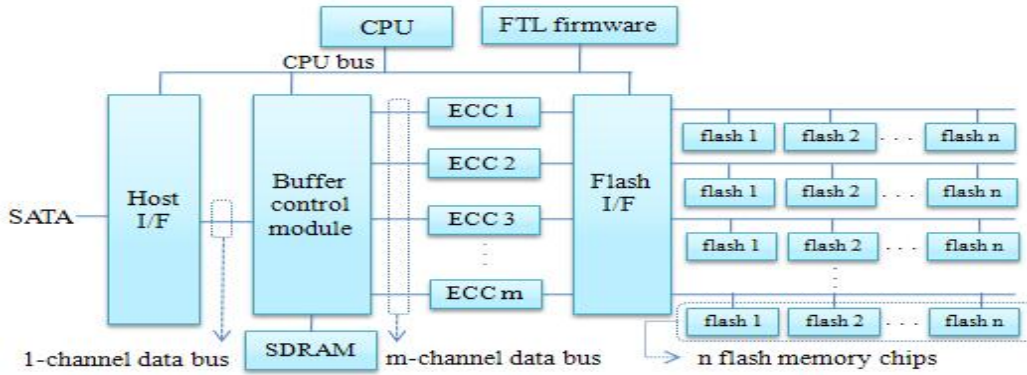 CPU
FTL firmware
CPU bus
SATA
Host
I/F
Buffer
control
module
ECC 1
ECC 2
ECC 3
ECC m
Flash
I/F
flash 1
flash 2
. . .
flash n
flash 1
flash 2
. . .
flash n
flash 1
flash 2
. . .
flash n
flash 1
flash 2
. . .
flash n
1-channel data bus
SDRAM
m-channel data bus
n flash memory chips